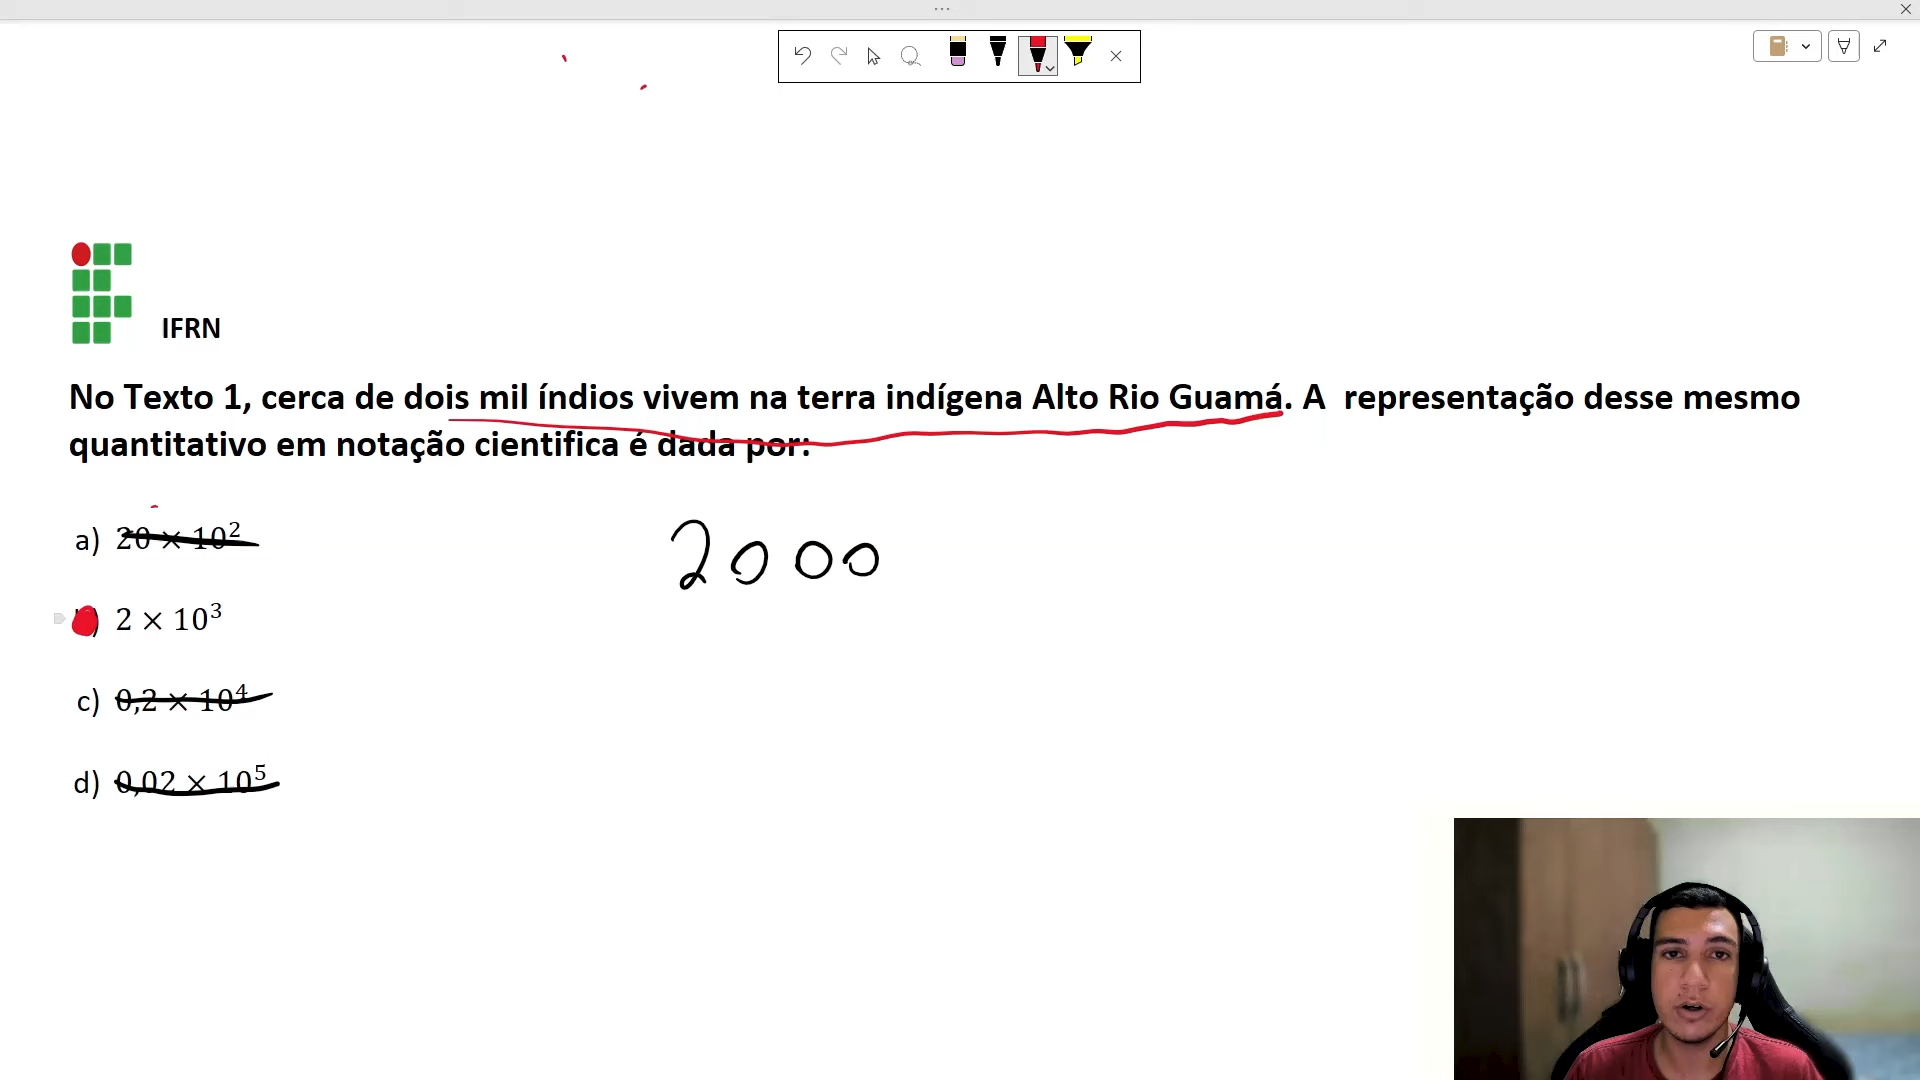 IFRN
No Texto 1, cerca de dois mil índios vivem na terra indígena Alto Rio Guamá. A representação desse mesmo
quantitativo em notação cientifica é dada por:
a) 20 × 10²
2000
) 2 × 10³
c) 0,2 × 10⁴
d) 0,02 × 10⁵